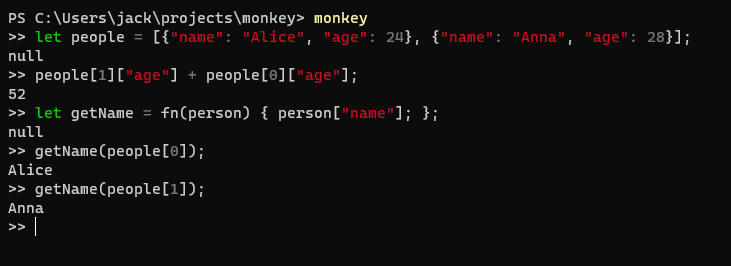 PS C:\Users\jack\projects\monkey> monkey
>> let people = [{"name": "Alice", "age": 24}, {"name": "Anna", "age": 28}];
null
>> people[1]["age"] + people[0]["age"];
52
>> let getName = fn(person) { person["name"]; };
null
>> getName(people[0]);
Alice
>> getName(people[1]);
Anna
>>